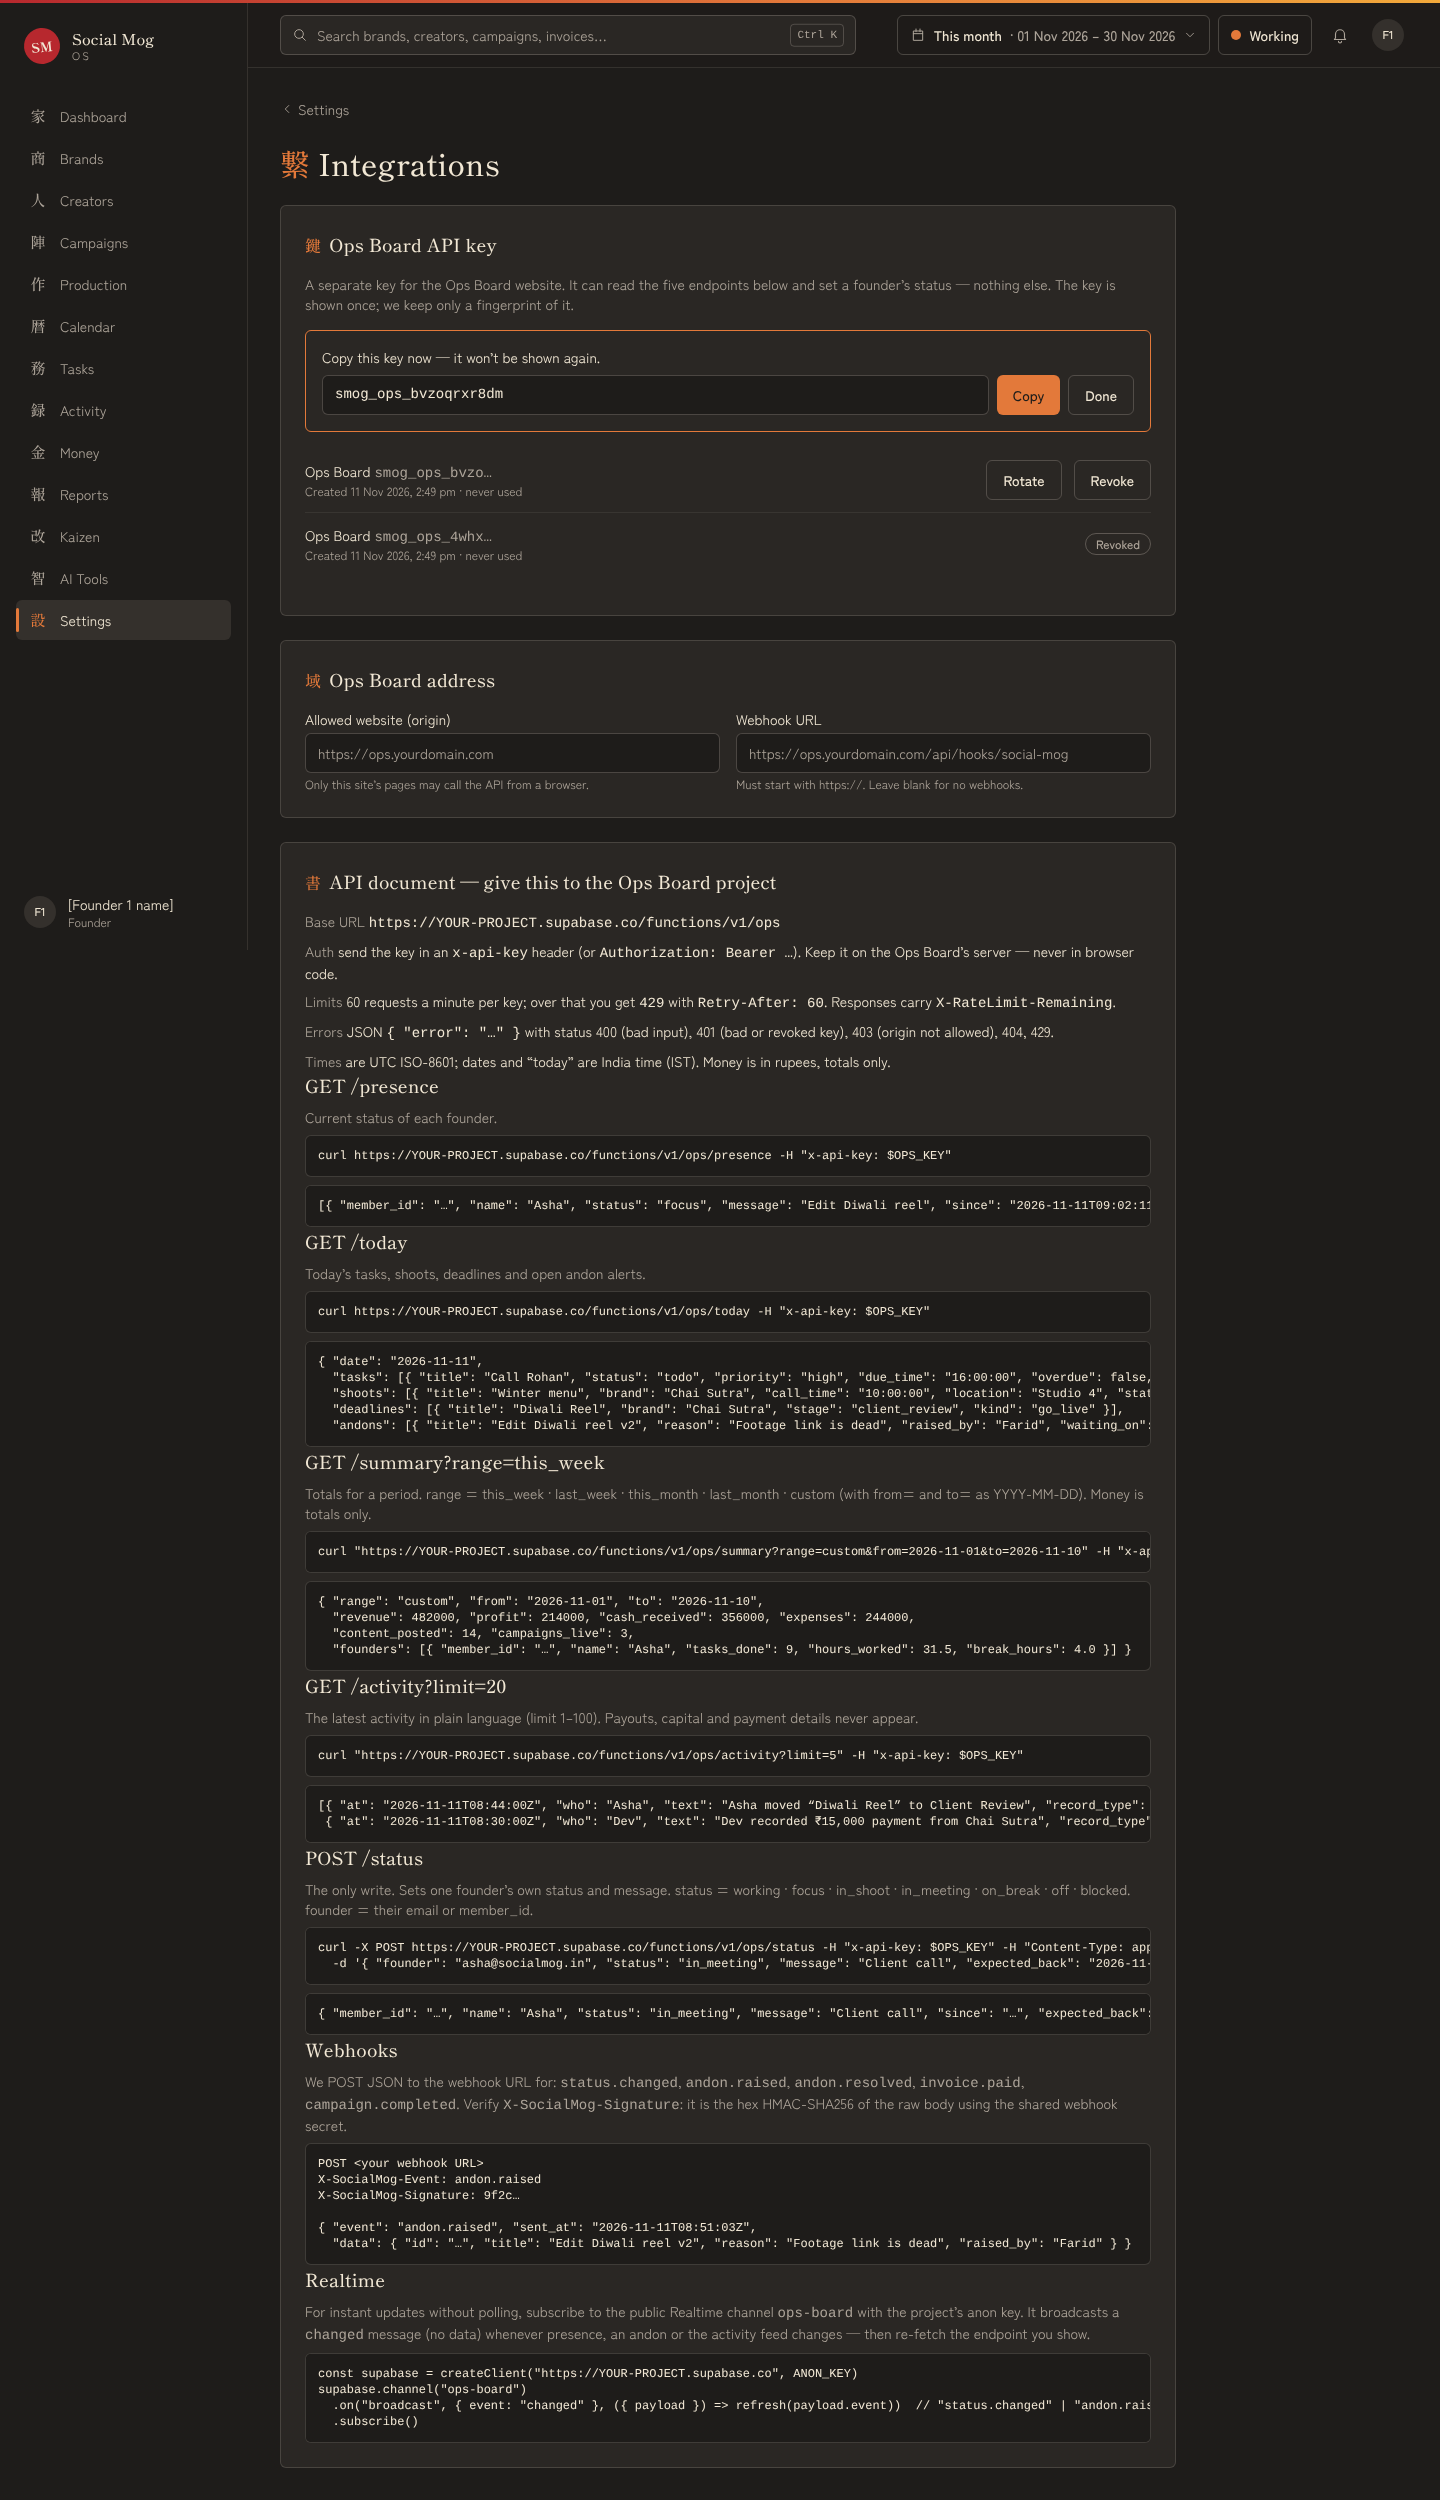 SM
Social Mog
OS
Search brands, creators, campaigns, invoices…
Ctrl K
This month · 01 Nov 2026 – 30 Nov 2026
Working
F1
家 Dashboard
商 Brands
人 Creators
陣 Campaigns
作 Production
暦 Calendar
務 Tasks
録 Activity
金 Money
報 Reports
改 Kaizen
智 AI Tools
設 Settings
F1
[Founder 1 name]
Founder
Settings
繋 Integrations
鍵 Ops Board API key
A separate key for the Ops Board website. It can read the five endpoints below and set a founder's status — nothing else. The key is
shown once; we keep only a fingerprint of it.
Copy this key now — it won't be shown again.
smog_ops_bvzoqrxr8dm
Copy
Done
Ops Board smog_ops_bvzo…
Created 11 Nov 2026, 2:49 pm · never used
Rotate
Revoke
Ops Board smog_ops_4whx…
Created 11 Nov 2026, 2:49 pm · never used
Revoked
域 Ops Board address
Allowed website (origin)
https://ops.yourdomain.com
Only this site's pages may call the API from a browser.
Webhook URL
https://ops.yourdomain.com/api/hooks/social-mog
Must start with https://. Leave blank for no webhooks.
書 API document — give this to the Ops Board project
Base URL https://YOUR-PROJECT.supabase.co/functions/v1/ops
Auth send the key in an x-api-key header (or Authorization: Bearer …). Keep it on the Ops Board's server — never in browser
code.
Limits 60 requests a minute per key; over that you get 429 with Retry-After: 60. Responses carry X-RateLimit-Remaining.
Errors JSON { "error": "…" } with status 400 (bad input), 401 (bad or revoked key), 403 (origin not allowed), 404, 429.
Times are UTC ISO-8601; dates and “today” are India time (IST). Money is in rupees, totals only.
GET /presence
Current status of each founder.
curl https://YOUR-PROJECT.supabase.co/functions/v1/ops/presence -H "x-api-key: $OPS_KEY"
[{ "member_id": "…", "name": "Asha", "status": "focus", "message": "Edit Diwali reel", "since": "2026-11-11T09:02:11
GET /today
Today's tasks, shoots, deadlines and open andon alerts.
curl https://YOUR-PROJECT.supabase.co/functions/v1/ops/today -H "x-api-key: $OPS_KEY"
{ "date": "2026-11-11",
"tasks": [{ "title": "Call Rohan", "status": "todo", "priority": "high", "due_time": "16:00:00", "overdue": false,
"shoots": [{ "title": "Winter menu", "brand": "Chai Sutra", "call_time": "10:00:00", "location": "Studio 4", "stat
"deadlines": [{ "title": "Diwali Reel", "brand": "Chai Sutra", "stage": "client_review", "kind": "go_live" }],
"andons": [{ "title": "Edit Diwali reel v2", "reason": "Footage link is dead", "raised_by": "Farid", "waiting_on":
GET /summary?range=this_week
Totals for a period. range = this_week · last_week · this_month · last_month · custom (with from= and to= as YYYY-MM-DD). Money is
totals only.
curl "https://YOUR-PROJECT.supabase.co/functions/v1/ops/summary?range=custom&from=2026-11-01&to=2026-11-10" -H "x-ap
{ "range": "custom", "from": "2026-11-01", "to": "2026-11-10",
"revenue": 482000, "profit": 214000, "cash_received": 356000, "expenses": 244000,
"content_posted": 14, "campaigns_live": 3,
"founders": [{ "member_id": "…", "name": "Asha", "tasks_done": 9, "hours_worked": 31.5, "break_hours": 4.0 }] }
GET /activity?limit=20
The latest activity in plain language (limit 1–100). Payouts, capital and payment details never appear.
curl "https://YOUR-PROJECT.supabase.co/functions/v1/ops/activity?limit=5" -H "x-api-key: $OPS_KEY"
[{ "at": "2026-11-11T08:44:00Z", "who": "Asha", "text": "Asha moved “Diwali Reel” to Client Review", "record_type":
{ "at": "2026-11-11T08:30:00Z", "who": "Dev", "text": "Dev recorded ₹15,000 payment from Chai Sutra", "record_type"
POST /status
The only write. Sets one founder's own status and message. status = working · focus · in_shoot · in_meeting · on_break · off · blocked.
founder = their email or member_id.
curl -X POST https://YOUR-PROJECT.supabase.co/functions/v1/ops/status -H "x-api-key: $OPS_KEY" -H "Content-Type: app
-d '{ "founder": "asha@socialmog.in", "status": "in_meeting", "message": "Client call", "expected_back": "2026-11-
{ "member_id": "…", "name": "Asha", "status": "in_meeting", "message": "Client call", "since": "…", "expected_back":
Webhooks
We POST JSON to the webhook URL for: status.changed, andon.raised, andon.resolved, invoice.paid,
campaign.completed. Verify X-SocialMog-Signature: it is the hex HMAC-SHA256 of the raw body using the shared webhook
secret.
POST <your webhook URL>
X-SocialMog-Event: andon.raised
X-SocialMog-Signature: 9f2c…
{ "event": "andon.raised", "sent_at": "2026-11-11T08:51:03Z",
"data": { "id": "…", "title": "Edit Diwali reel v2", "reason": "Footage link is dead", "raised_by": "Farid" } }
Realtime
For instant updates without polling, subscribe to the public Realtime channel ops-board with the project's anon key. It broadcasts a
changed message (no data) whenever presence, an andon or the activity feed changes — then re-fetch the endpoint you show.
const supabase = createClient("https://YOUR-PROJECT.supabase.co", ANON_KEY)
supabase.channel("ops-board")
.on("broadcast", { event: "changed" }, ({ payload }) => refresh(payload.event)) // "status.changed" | "andon.rais
.subscribe()